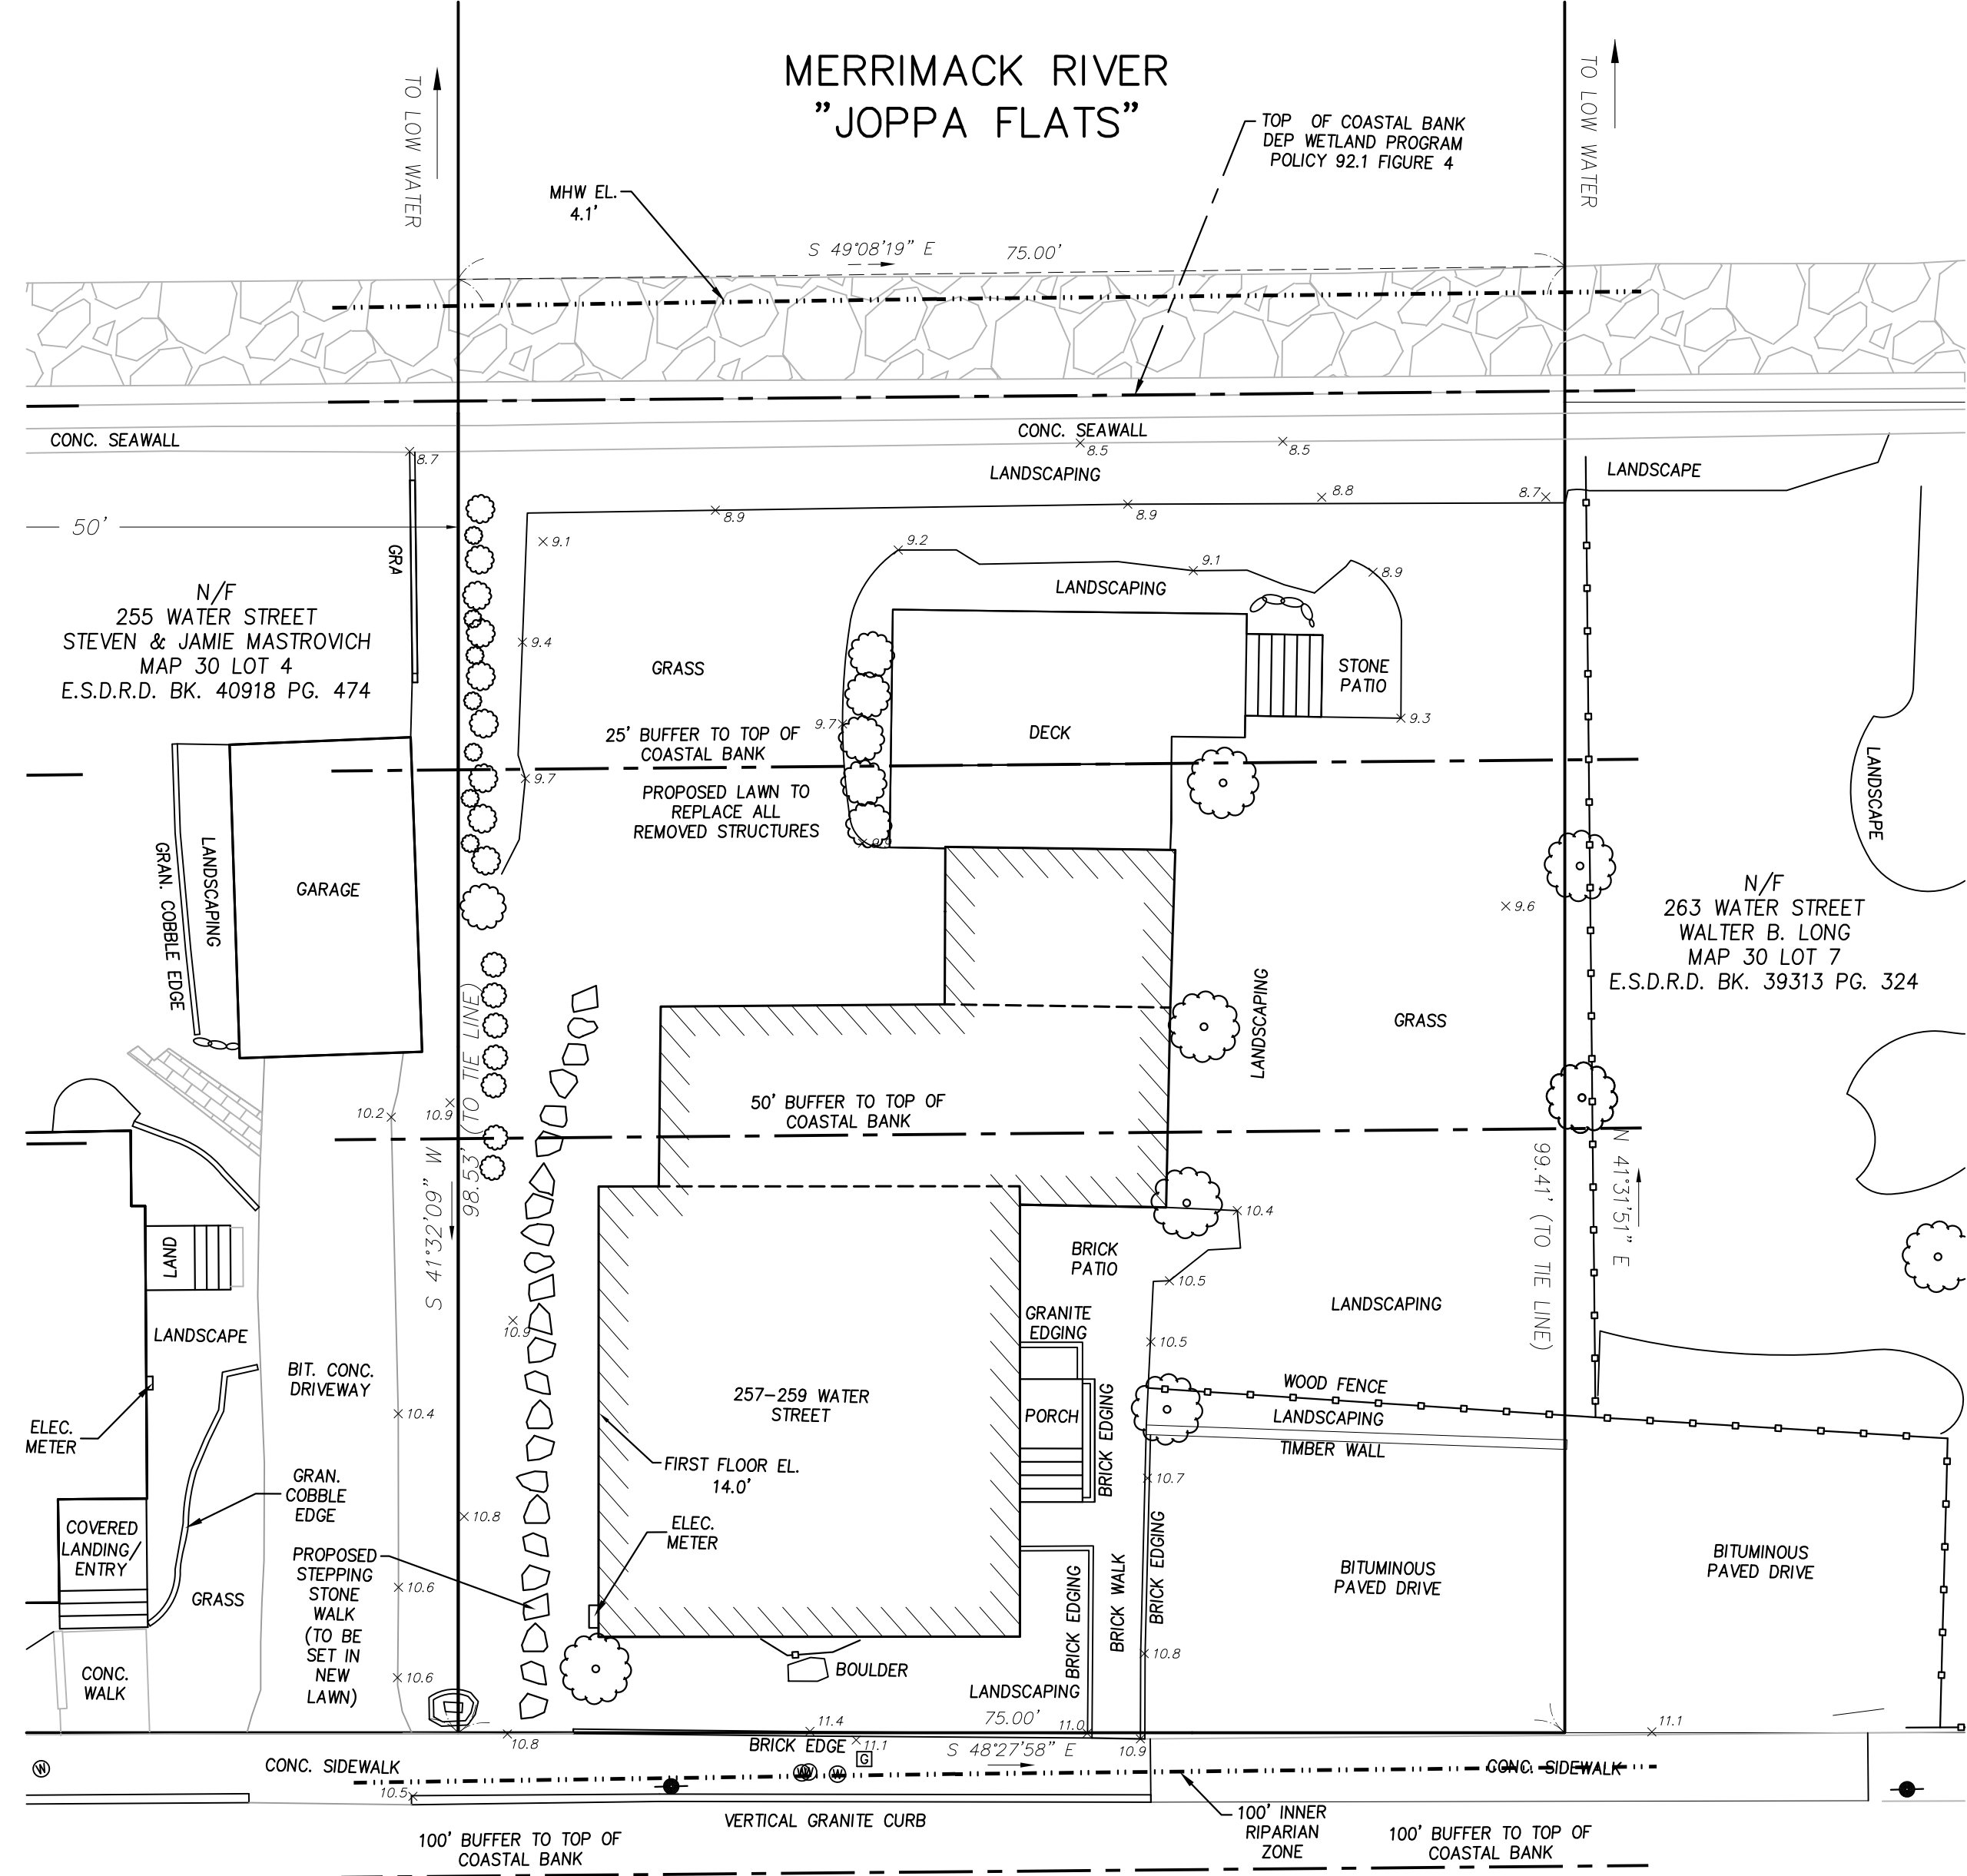 MERRIMACK RIVER
"JOPPA FLATS"
TO LOW WATER
TO LOW WATER
TOP OF COASTAL BANK
DEP WETLAND PROGRAM
POLICY 92.1 FIGURE 4
MHW EL.
4.1'
S 49°08'19" E 75.00'
CONC. SEAWALL
CONC. SEAWALL
8.7
8.5
8.5
LANDSCAPING
LANDSCAPE
8.9
8.9
8.8
8.7
50'
GRA
9.1
9.2
9.1
8.9
LANDSCAPING
N/F
255 WATER STREET
STEVEN & JAMIE MASTROVICH
MAP 30 LOT 4
E.S.D.R.D. BK. 40918 PG. 474
9.4
GRASS
STONE
PATIO
9.7
DECK
9.3
25' BUFFER TO TOP OF
COASTAL BANK
9.7
PROPOSED LAWN TO
REPLACE ALL
REMOVED STRUCTURES
9.9
LANDSCAPE
GRAN. COBBLE EDGE
LANDSCAPING
GARAGE
9.6
N/F
263 WATER STREET
WALTER B. LONG
MAP 30 LOT 7
E.S.D.R.D. BK. 39313 PG. 324
LANDSCAPING
GRASS
10.2
10.9
50' BUFFER TO TOP OF
COASTAL BANK
S 41°32'09" W
98.53' (TO TIE LINE)
99.41' (TO TIE LINE)
N 41°31'51" E
10.4
LAND
BRICK
PATIO
10.5
LANDSCAPE
10.9
GRANITE
EDGING
LANDSCAPING
10.5
BIT. CONC.
DRIVEWAY
257-259 WATER
STREET
WOOD FENCE
LANDSCAPING
TIMBER WALL
PORCH
BRICK EDGING
10.4
ELEC.
METER
FIRST FLOOR EL.
14.0'
10.7
GRAN.
COBBLE
EDGE
10.8
ELEC.
METER
COVERED
LANDING/
ENTRY
PROPOSED
STEPPING
STONE
WALK
(TO BE
SET IN
NEW
LAWN)
10.6
GRASS
BRICK EDGING
BRICK WALK
BRICK EDGING
BITUMINOUS
PAVED DRIVE
BITUMINOUS
PAVED DRIVE
10.8
CONC.
WALK
10.6
BOULDER
LANDSCAPING
75.00'
10.8
11.4
11.0
11.1
BRICK EDGE
11.1
S 48°27'58" E
10.9
G
W
W
W
W
CONC. SIDEWALK
CONC. SIDEWALK
10.5
VERTICAL GRANITE CURB
100' INNER
RIPARIAN
ZONE
100' BUFFER TO TOP OF
COASTAL BANK
100' BUFFER TO TOP OF
COASTAL BANK